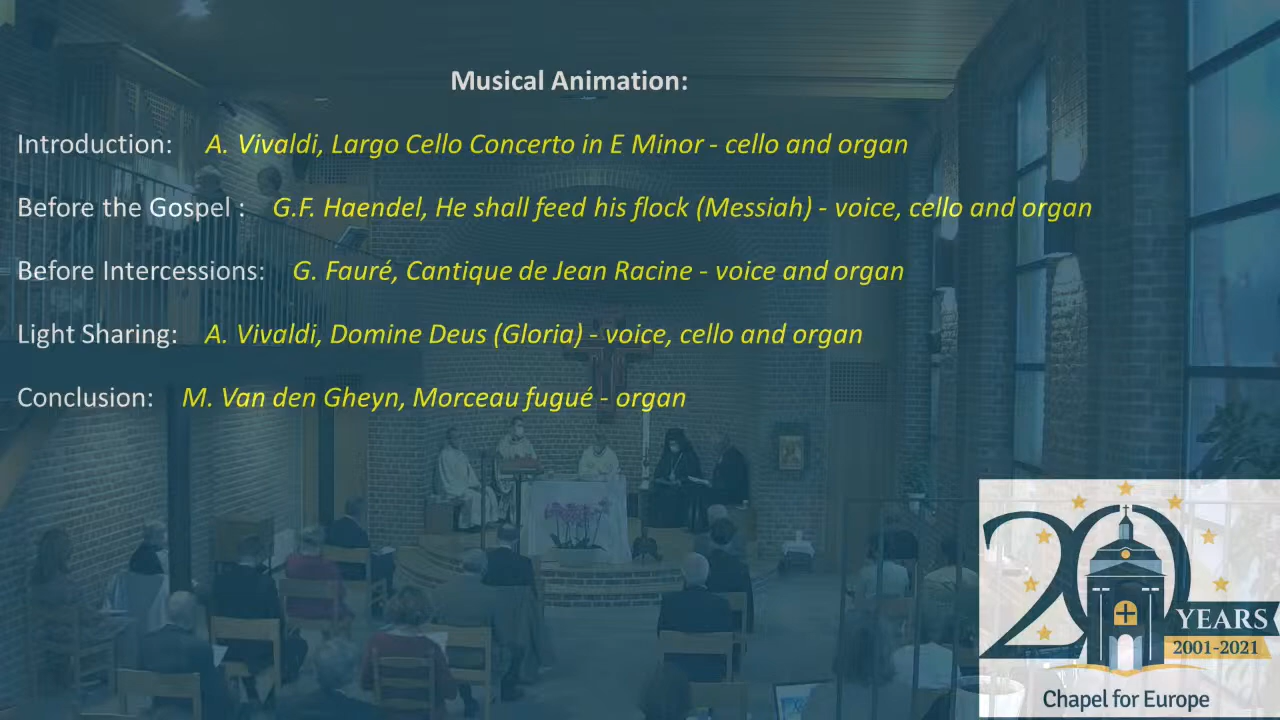 Musical Animation:
Introduction: A. Vivaldi, Largo Cello Concerto in E Minor - cello and organ
Before the Gospel : G.F. Haendel, He shall feed his flock (Messiah) - voice, cello and organ
Before Intercessions: G. Fauré, Cantique de Jean Racine - voice and organ
Light Sharing: A. Vivaldi, Domine Deus (Gloria) - voice, cello and organ
Conclusion: M. Van den Gheyn, Morceau fugué - organ
20
YEARS
2001-2021
Chapel for Europe